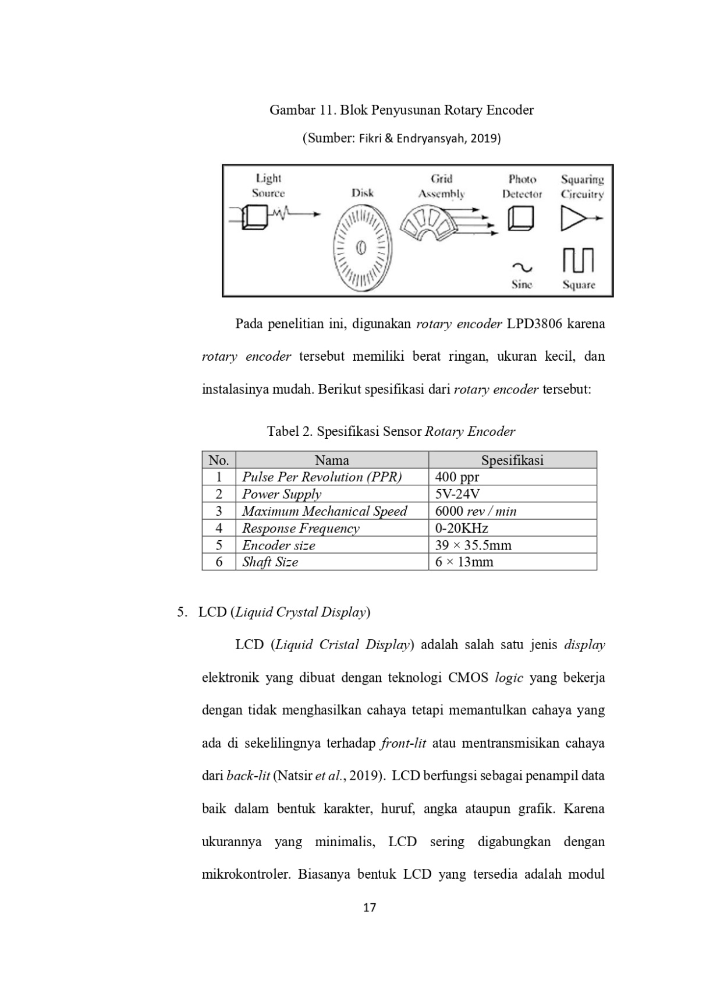 Gambar 11. Blok Penyusunan Rotary Encoder
(Sumber: Fikri & Endryansyah, 2019)
Light Source
Disk
Grid Assembly
Photo Detector
Squaring Circuitry
Sine
Square
Pada penelitian ini, digunakan rotary encoder LPD3806 karena
rotary encoder tersebut memiliki berat ringan, ukuran kecil, dan
instalasinya mudah. Berikut spesifikasi dari rotary encoder tersebut:
Tabel 2. Spesifikasi Sensor Rotary Encoder
No. Nama Spesifikasi
1 Pulse Per Revolution (PPR) 400 ppr
2 Power Supply 5V-24V
3 Maximum Mechanical Speed 6000 rev / min
4 Response Frequency 0-20KHz
5 Encoder size 39 × 35.5mm
6 Shaft Size 6 × 13mm
5. LCD (Liquid Crystal Display)
LCD (Liquid Cristal Display) adalah salah satu jenis display
elektronik yang dibuat dengan teknologi CMOS logic yang bekerja
dengan tidak menghasilkan cahaya tetapi memantulkan cahaya yang
ada di sekelilingnya terhadap front-lit atau mentransmisikan cahaya
dari back-lit (Natsir et al., 2019). LCD berfungsi sebagai penampil data
baik dalam bentuk karakter, huruf, angka ataupun grafik. Karena
ukurannya yang minimalis, LCD sering digabungkan dengan
mikrokontroler. Biasanya bentuk LCD yang tersedia adalah modul
17